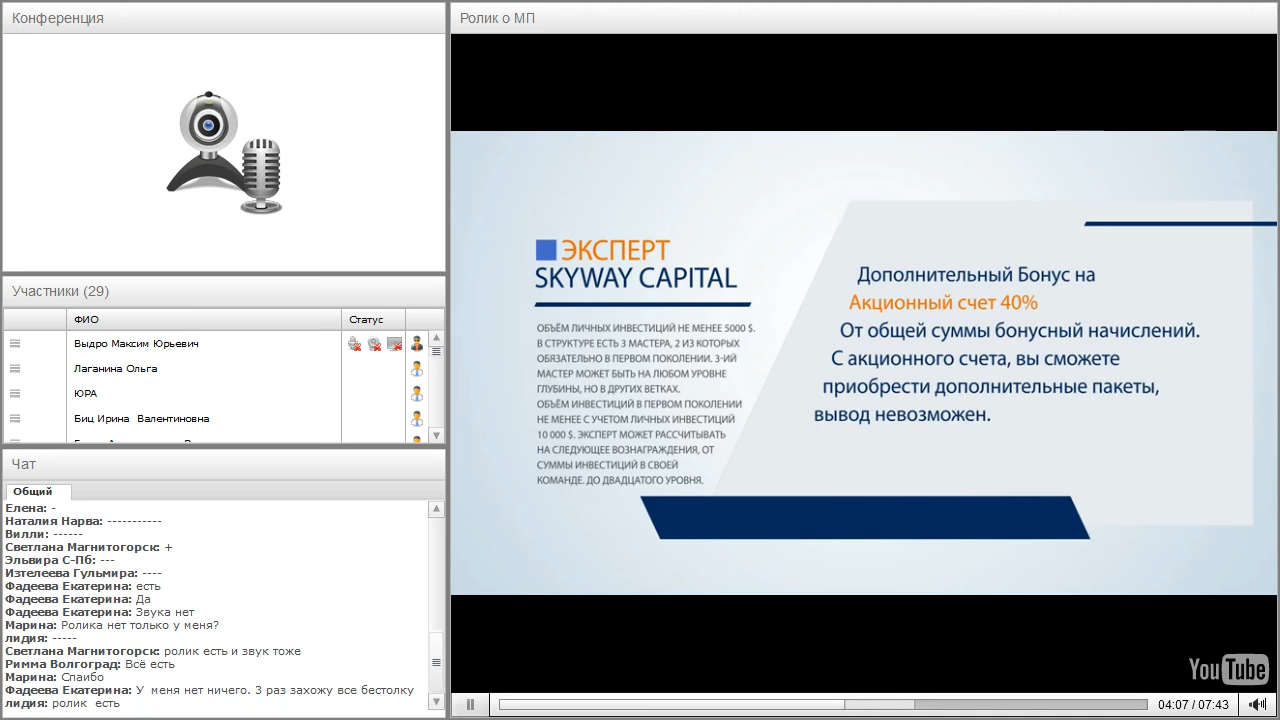 Конференция
Участники (29)
ФИО
Статус
Выдро Максим Юрьевич
Лаганина Ольга
ЮРА
Биц Ирина Валентиновна
Чат
Общий
Елена: -
Наталия Нарва: -----------
Вилли: ------
Светлана Магнитогорск: +
Эльвира С-Пб: ---
Изтелеева Гульмира: ----
Фадеева Екатерина: есть
Фадеева Екатерина: Да
Фадеева Екатерина: Звука нет
Марина: Ролика нет только у меня?
лидия: -----
Светлана Магнитогорск: ролик есть и звук тоже
Римма Волгоград: Всё есть
Марина: Спаибо
Фадеева Екатерина: У меня нет ничего. 3 раз захожу все бестолку
лидия: ролик есть
Ролик о МП
ЭКСПЕРТ
SKYWAY CAPITAL
ОБЪЁМ ЛИЧНЫХ ИНВЕСТИЦИЙ НЕ МЕНЕЕ 5000 $.
В СТРУКТУРЕ ЕСТЬ 3 МАСТЕРА, 2 ИЗ КОТОРЫХ
ОБЯЗАТЕЛЬНО В ПЕРВОМ ПОКОЛЕНИИ. 3-ИЙ
МАСТЕР МОЖЕТ БЫТЬ НА ЛЮБОМ УРОВНЕ
ГЛУБИНЫ, НО В ДРУГИХ ВЕТКАХ.
ОБЪЁМ ИНВЕСТИЦИЙ В ПЕРВОМ ПОКОЛЕНИИ
НЕ МЕНЕЕ С УЧЕТОМ ЛИЧНЫХ ИНВЕСТИЦИЙ
10 000 $. ЭКСПЕРТ МОЖЕТ РАССЧИТЫВАТЬ
НА СЛЕДУЮЩЕЕ ВОЗНАГРАЖДЕНИЯ, ОТ
СУММЫ ИНВЕСТИЦИЙ В СВОЕЙ
КОМАНДЕ. ДО ДВАДЦАТОГО УРОВНЯ.
Дополнительный Бонус на
Акционный счет 40%
От общей суммы бонусный начислений.
С акционного счета, вы сможете
приобрести дополнительные пакеты,
вывод невозможен.
YouTube
04:07 / 07:43